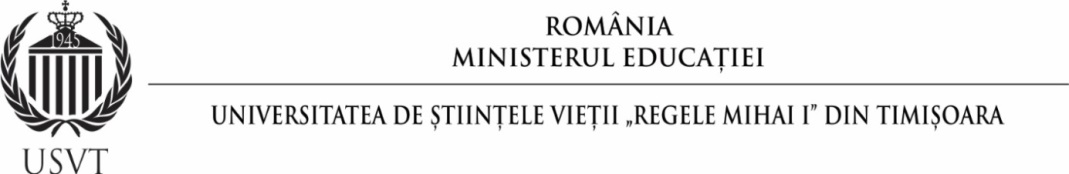 1945
USVT
ROMÂNIA
MINISTERUL EDUCAȚIEI
UNIVERSITATEA DE ȘTIINȚELE VIEȚII „REGELE MIHAI I” DIN TIMIȘOARA